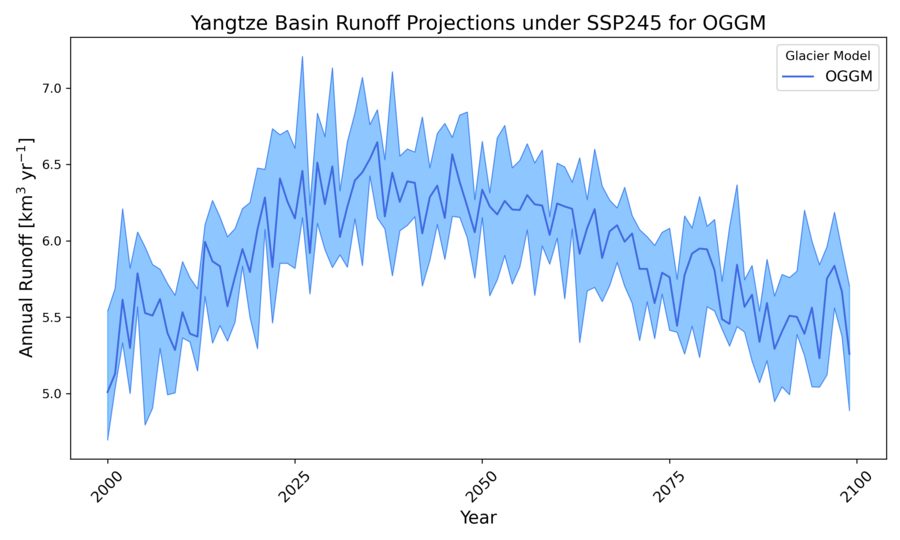 Yangtze Basin Runoff Projections under SSP245 for OGGM
Annual Runoff [km³ yr⁻¹]
7.0
6.5
6.0
5.5
5.0
Glacier Model
OGGM
2000
2025
2050
2075
2100
Year